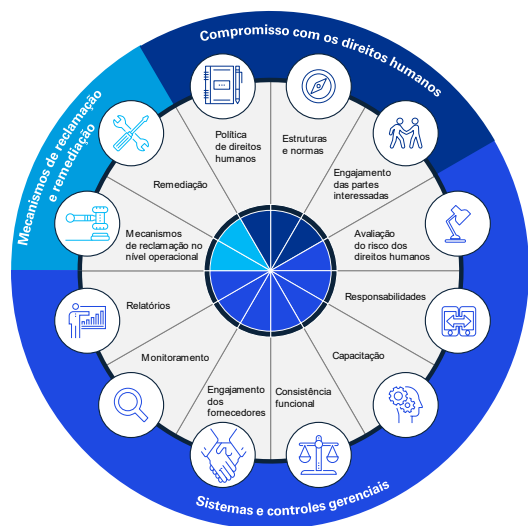 Compromisso com os direitos humanos
Mecanismos de reclamação
e remediação
Política
de direitos
humanos
Estruturas
e normas
Engajamento
das partes
interessadas
Avaliação
do risco dos
direitos humanos
Responsabilidades
Capacitação
Consistência
funcional
Engajamento
dos
fornecedores
Monitoramento
Relatórios
Mecanismos
de reclamação no
nível operacional
Remediação
Sistemas e controles gerenciais